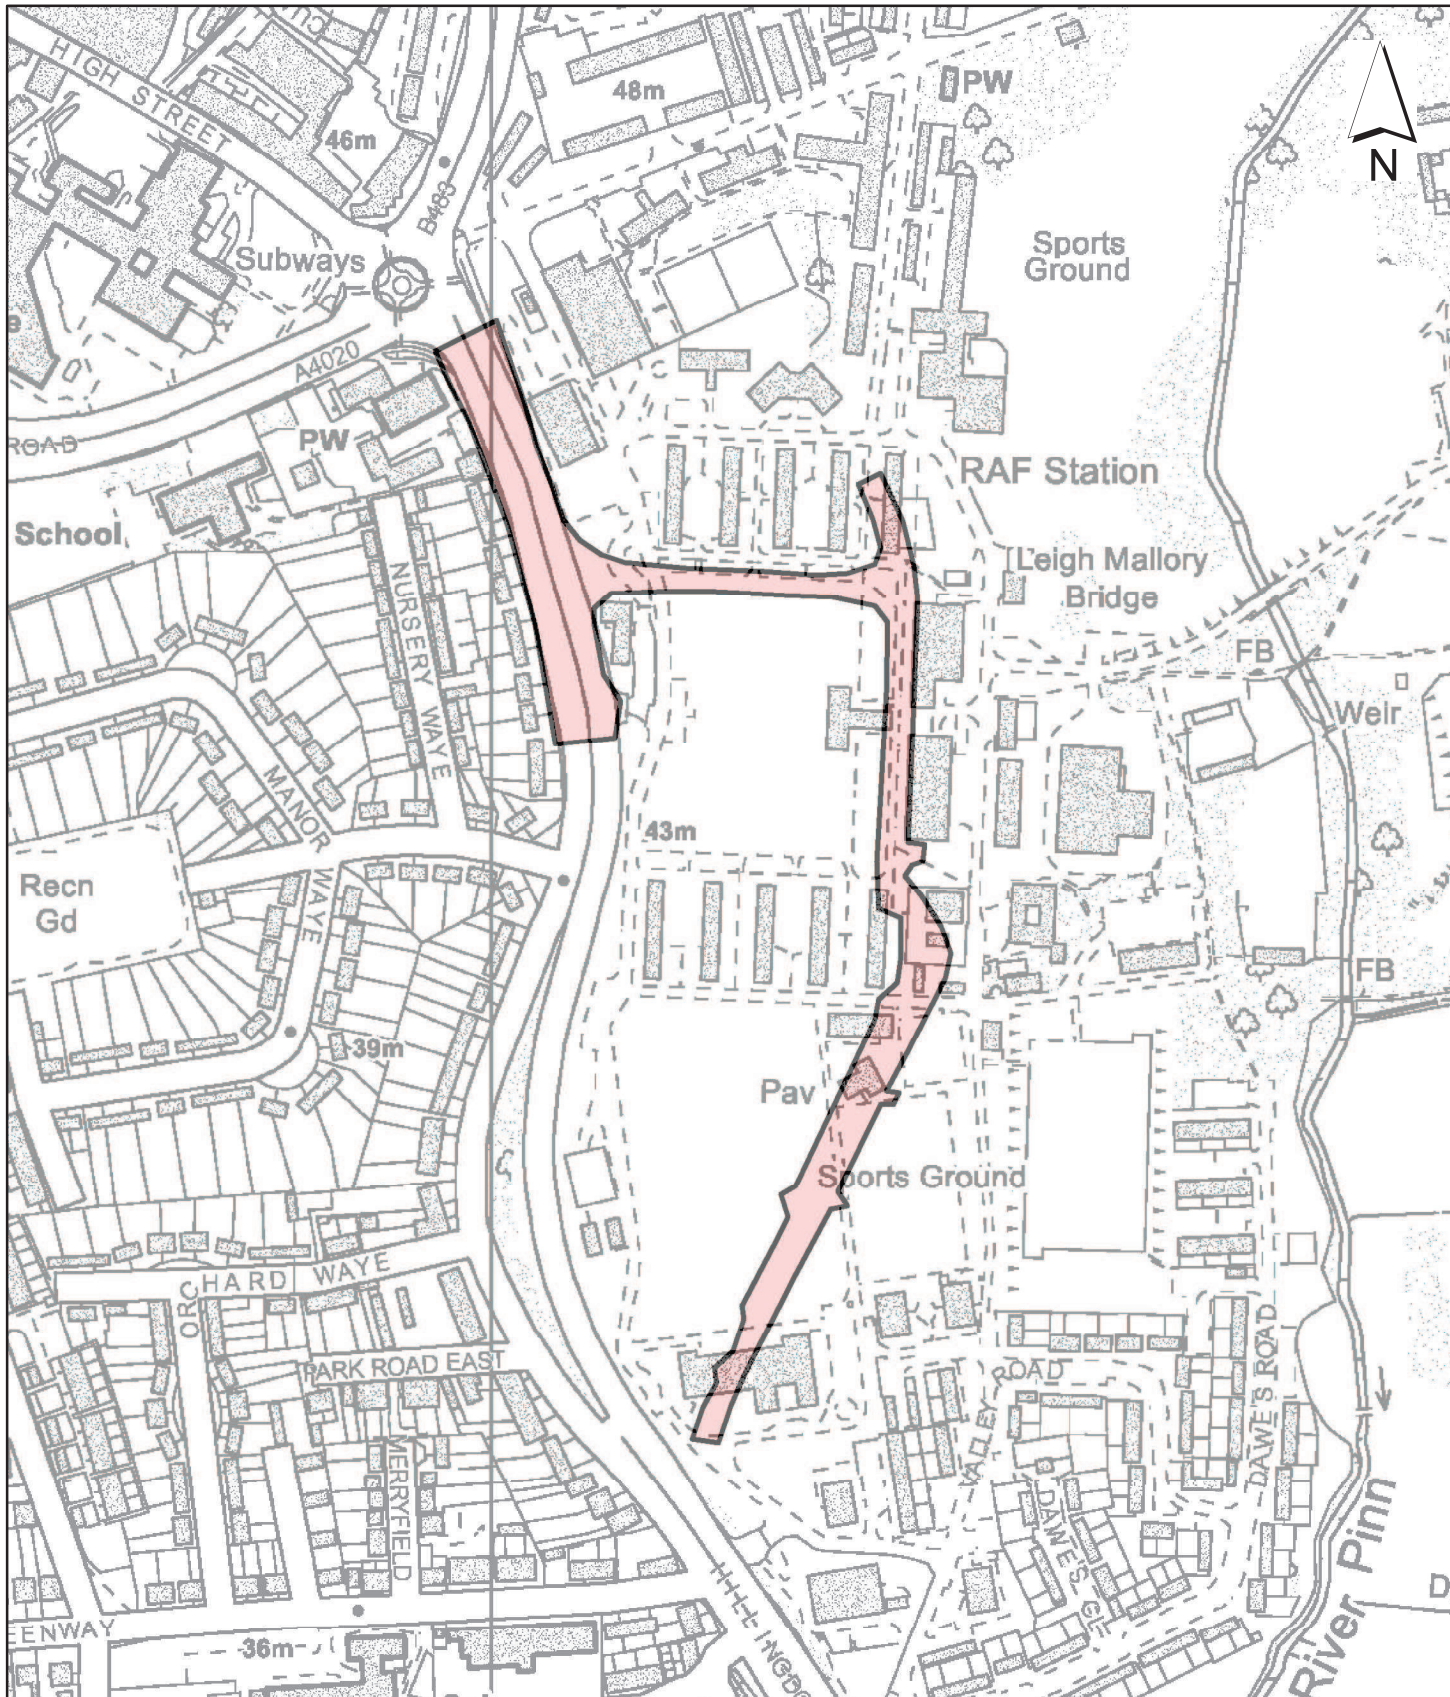 HIGH STREET
46m
48m
PW
N
B483
Subways
Sports
Ground
A4020
ROAD
PW
RAF Station
School
Leigh Mallory
Bridge
NURSERY WAYE
FB
Weir
MANOR
WAYE
43m
Recn
Gd
FB
39m
Pav
Sports Ground
ORCHARD WAYE
PARK ROAD EAST
VALLEY ROAD
DAWE'S ROAD
MERRYFIELD
DAWE'S
River Pinn
D
EENWAY
36m
HILLINGDO